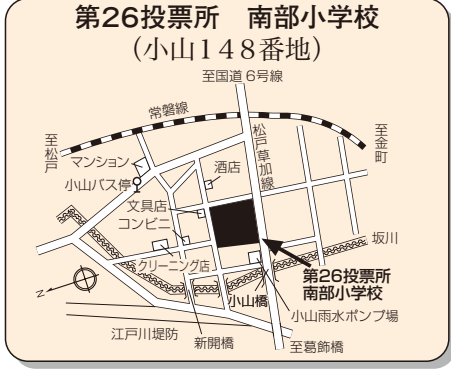 第26投票所 南部小学校
(小山148番地)
至国道6号線
常磐線
至松戸
松戸草加線
至金町
マンション
酒店
小山バス停
文具店
コンビニ
坂川
クリーニング店
第26投票所
南部小学校
N
小山橋
小山雨水ポンプ場
江戸川堤防
新開橋
至葛飾橋